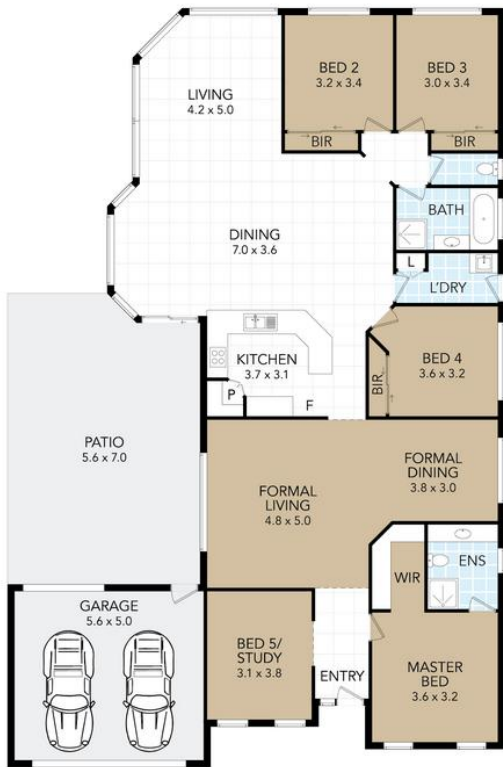 BED 2
3.2 x 3.4
BED 3
3.0 x 3.4
LIVING
4.2 x 5.0
BIR
BIR
BATH
DINING
7.0 x 3.6
L
L'DRY
KITCHEN
3.7 x 3.1
BED 4
3.6 x 3.2
BIR
P
F
PATIO
5.6 x 7.0
FORMAL
DINING
3.8 x 3.0
FORMAL
LIVING
4.8 x 5.0
ENS
WIR
GARAGE
5.6 x 5.0
BED 5/
STUDY
3.1 x 3.8
ENTRY
MASTER
BED
3.6 x 3.2